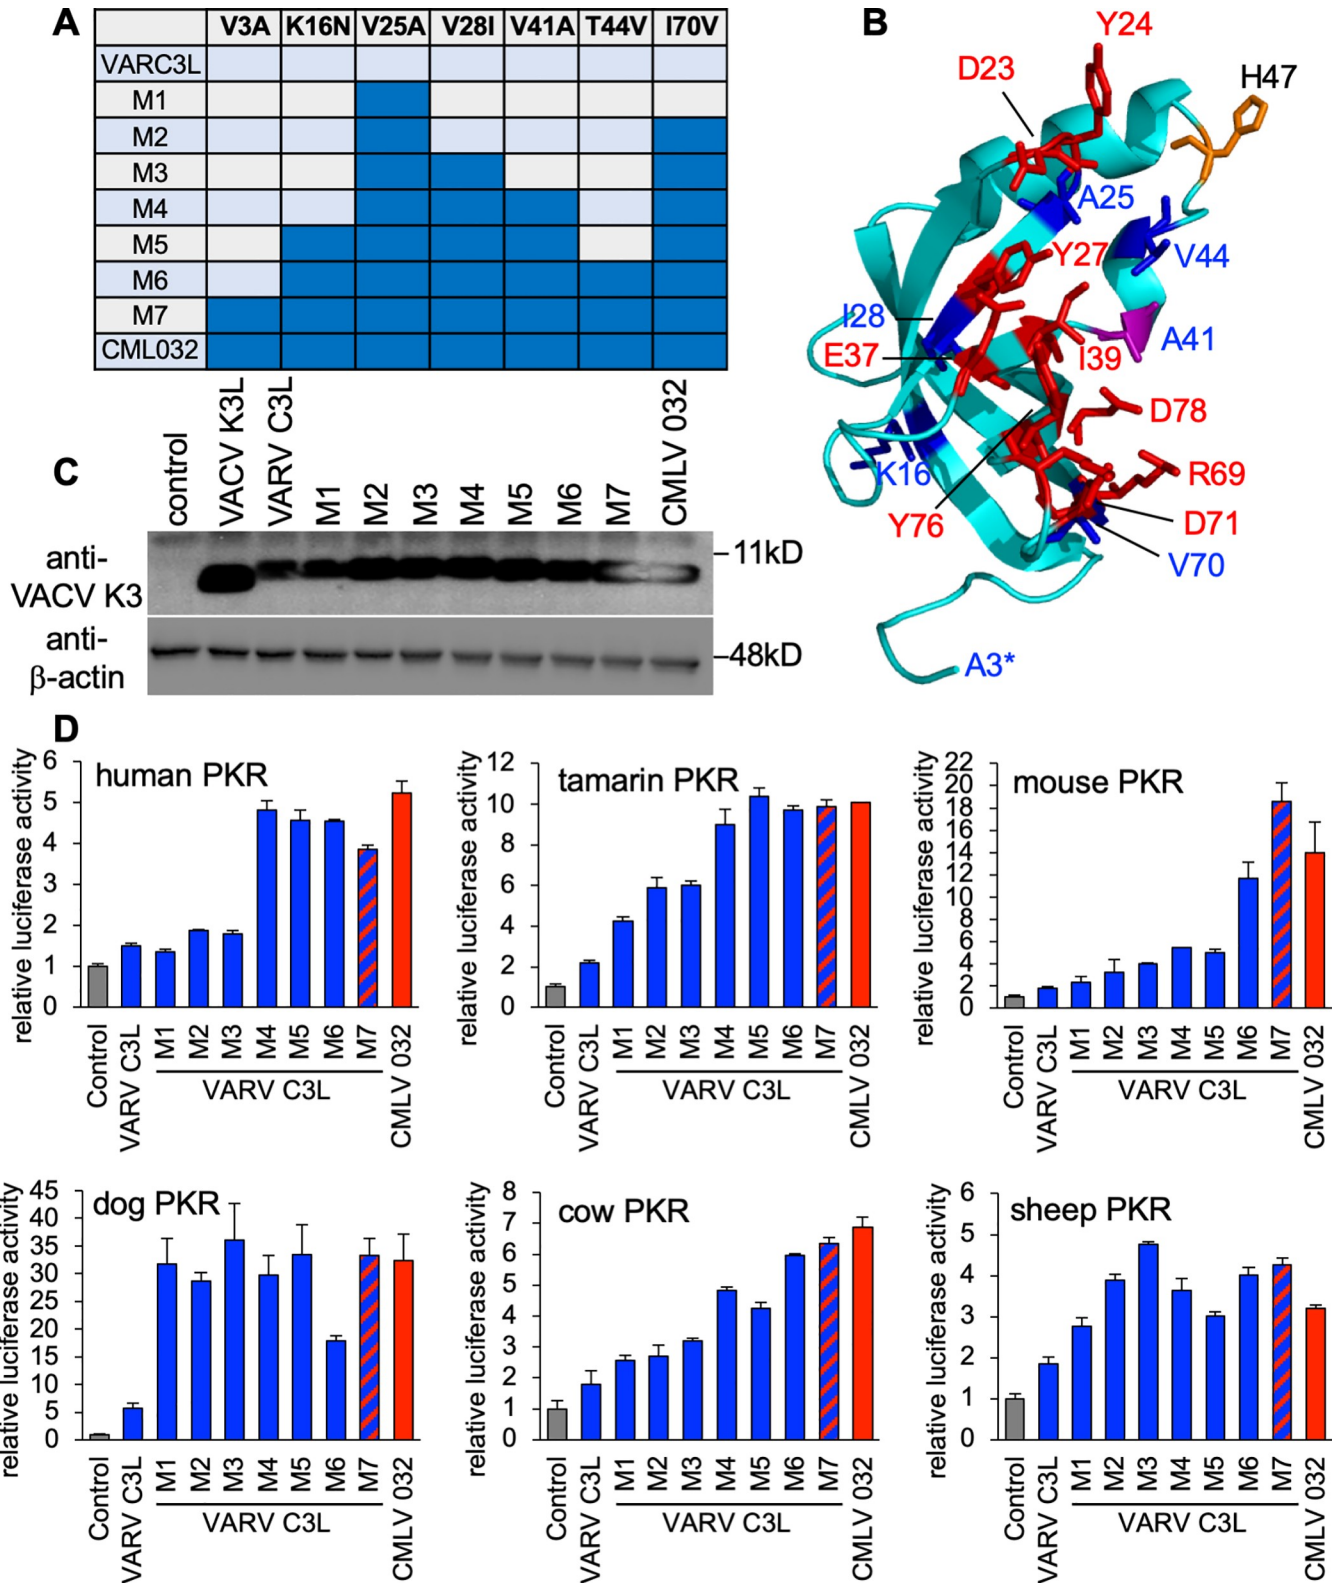 A
V3A K16N V25A V28I V41A T44V I70V
VARC3L
M1
M2
M3
M4
M5
M6
M7
CML032
B
Y24
D23
H47
A25
Y27
V44
I28
A41
E37
I39
D78
K16
R69
Y76
D71
V70
A3*
C
control
VACV K3L
VARV C3L
M1
M2
M3
M4
M5
M6
M7
CMLV 032
anti-
VACV K3
11kD
anti-
β-actin
48kD
D
human PKR
relative luciferase activity
6
5
4
3
2
1
0
Control
VARV C3L
M1
M2
M3
M4
M5
M6
M7
CMLV 032
VARV C3L
tamarin PKR
relative luciferase activity
12
10
8
6
4
2
0
Control
VARV C3L
M1
M2
M3
M4
M5
M6
M7
CMLV 032
VARV C3L
mouse PKR
relative luciferase activity
22
20
18
16
14
12
10
8
6
4
2
0
Control
VARV C3L
M1
M2
M3
M4
M5
M6
M7
CMLV 032
VARV C3L
dog PKR
relative luciferase activity
45
40
35
30
25
20
15
10
5
0
Control
VARV C3L
M1
M2
M3
M4
M5
M6
M7
CMLV 032
VARV C3L
cow PKR
relative luciferase activity
8
7
6
5
4
3
2
1
0
Control
VARV C3L
M1
M2
M3
M4
M5
M6
M7
CMLV 032
VARV C3L
sheep PKR
relative luciferase activity
6
5
4
3
2
1
0
Control
VARV C3L
M1
M2
M3
M4
M5
M6
M7
CMLV 032
VARV C3L